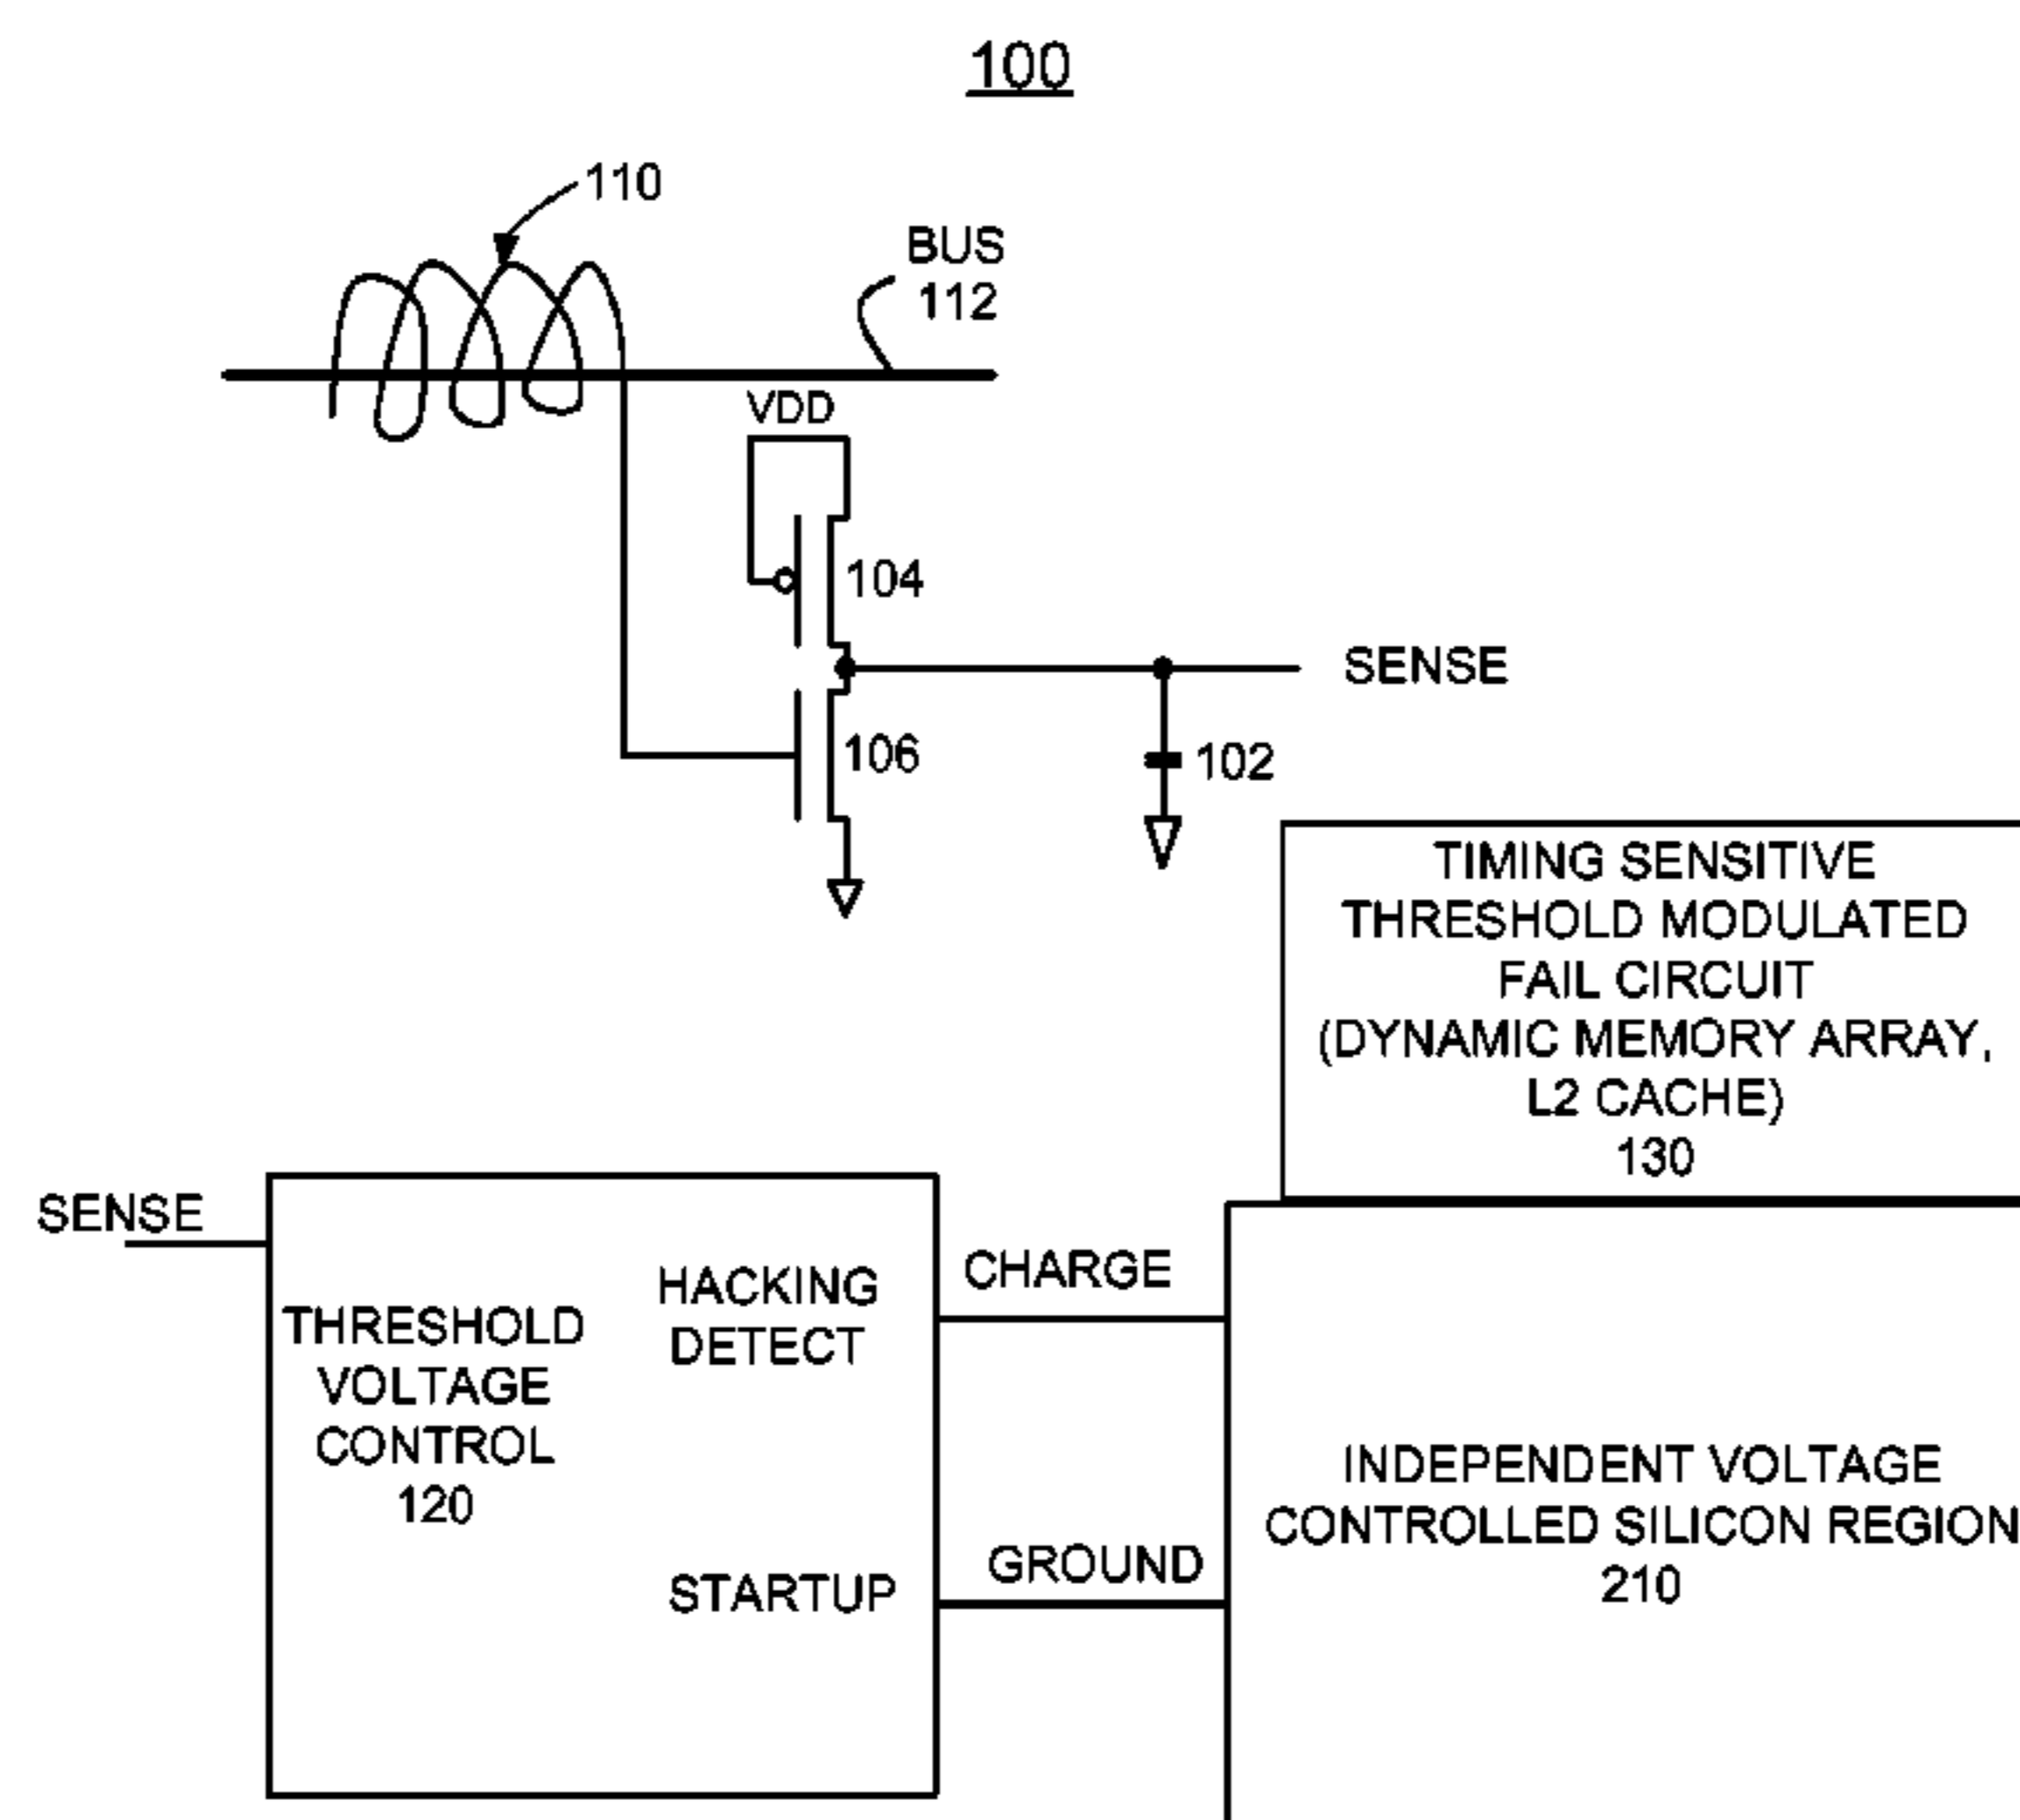 100
110
BUS
112
VDD
104
SENSE
106
102
TIMING SENSITIVE
THRESHOLD MODULATED
FAIL CIRCUIT
(DYNAMIC MEMORY ARRAY,
L2 CACHE)
130
SENSE
THRESHOLD
VOLTAGE
CONTROL
120
HACKING
DETECT
STARTUP
CHARGE
GROUND
INDEPENDENT VOLTAGE
CONTROLLED SILICON REGION
210